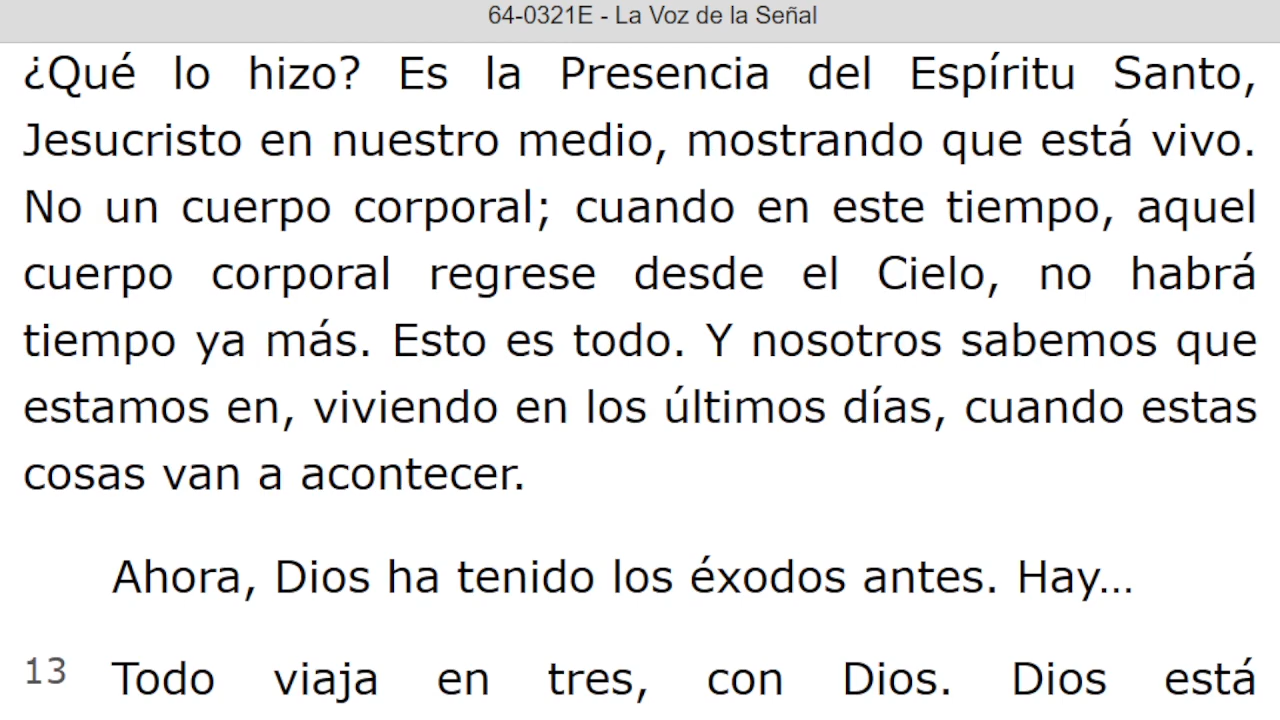 64-0321E - La Voz de la Señal
¿Qué lo hizo? Es la Presencia del Espíritu Santo,
Jesucristo en nuestro medio, mostrando que está vivo.
No un cuerpo corporal; cuando en este tiempo, aquel
cuerpo corporal regrese desde el Cielo, no habrá
tiempo ya más. Esto es todo. Y nosotros sabemos que
estamos en, viviendo en los últimos días, cuando estas
cosas van a acontecer.
Ahora, Dios ha tenido los éxodos antes. Hay...
13 Todo viaja en tres, con Dios. Dios está